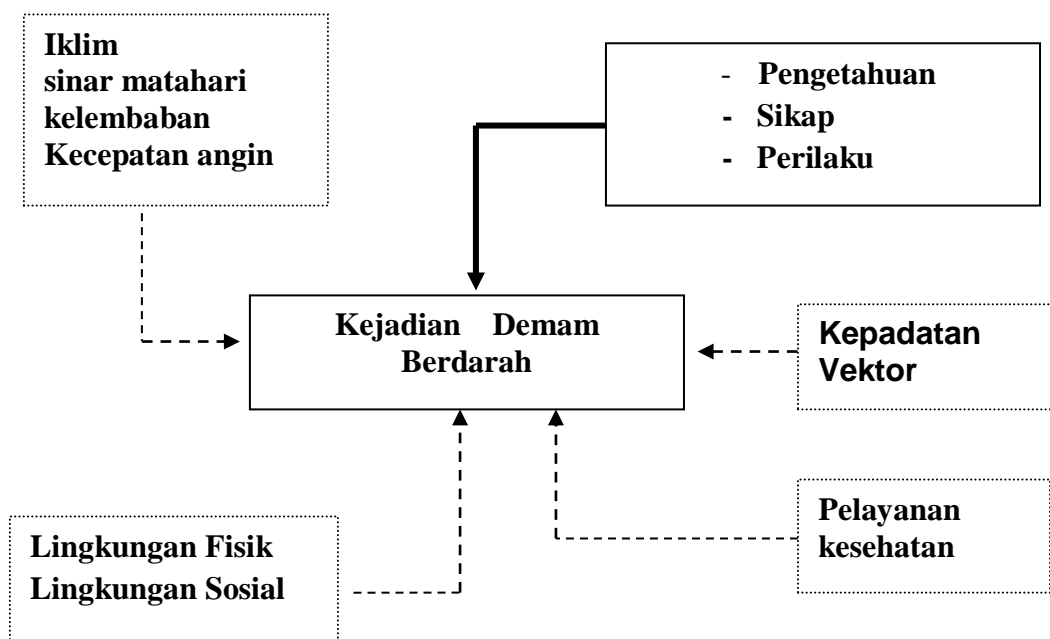 Iklim
sinar matahari
kelembaban
Kecepatan angin
- Pengetahuan
- Sikap
- Perilaku
Kejadian Demam
Berdarah
Kepadatan
Vektor
Lingkungan Fisik
Lingkungan Sosial
Pelayanan
kesehatan